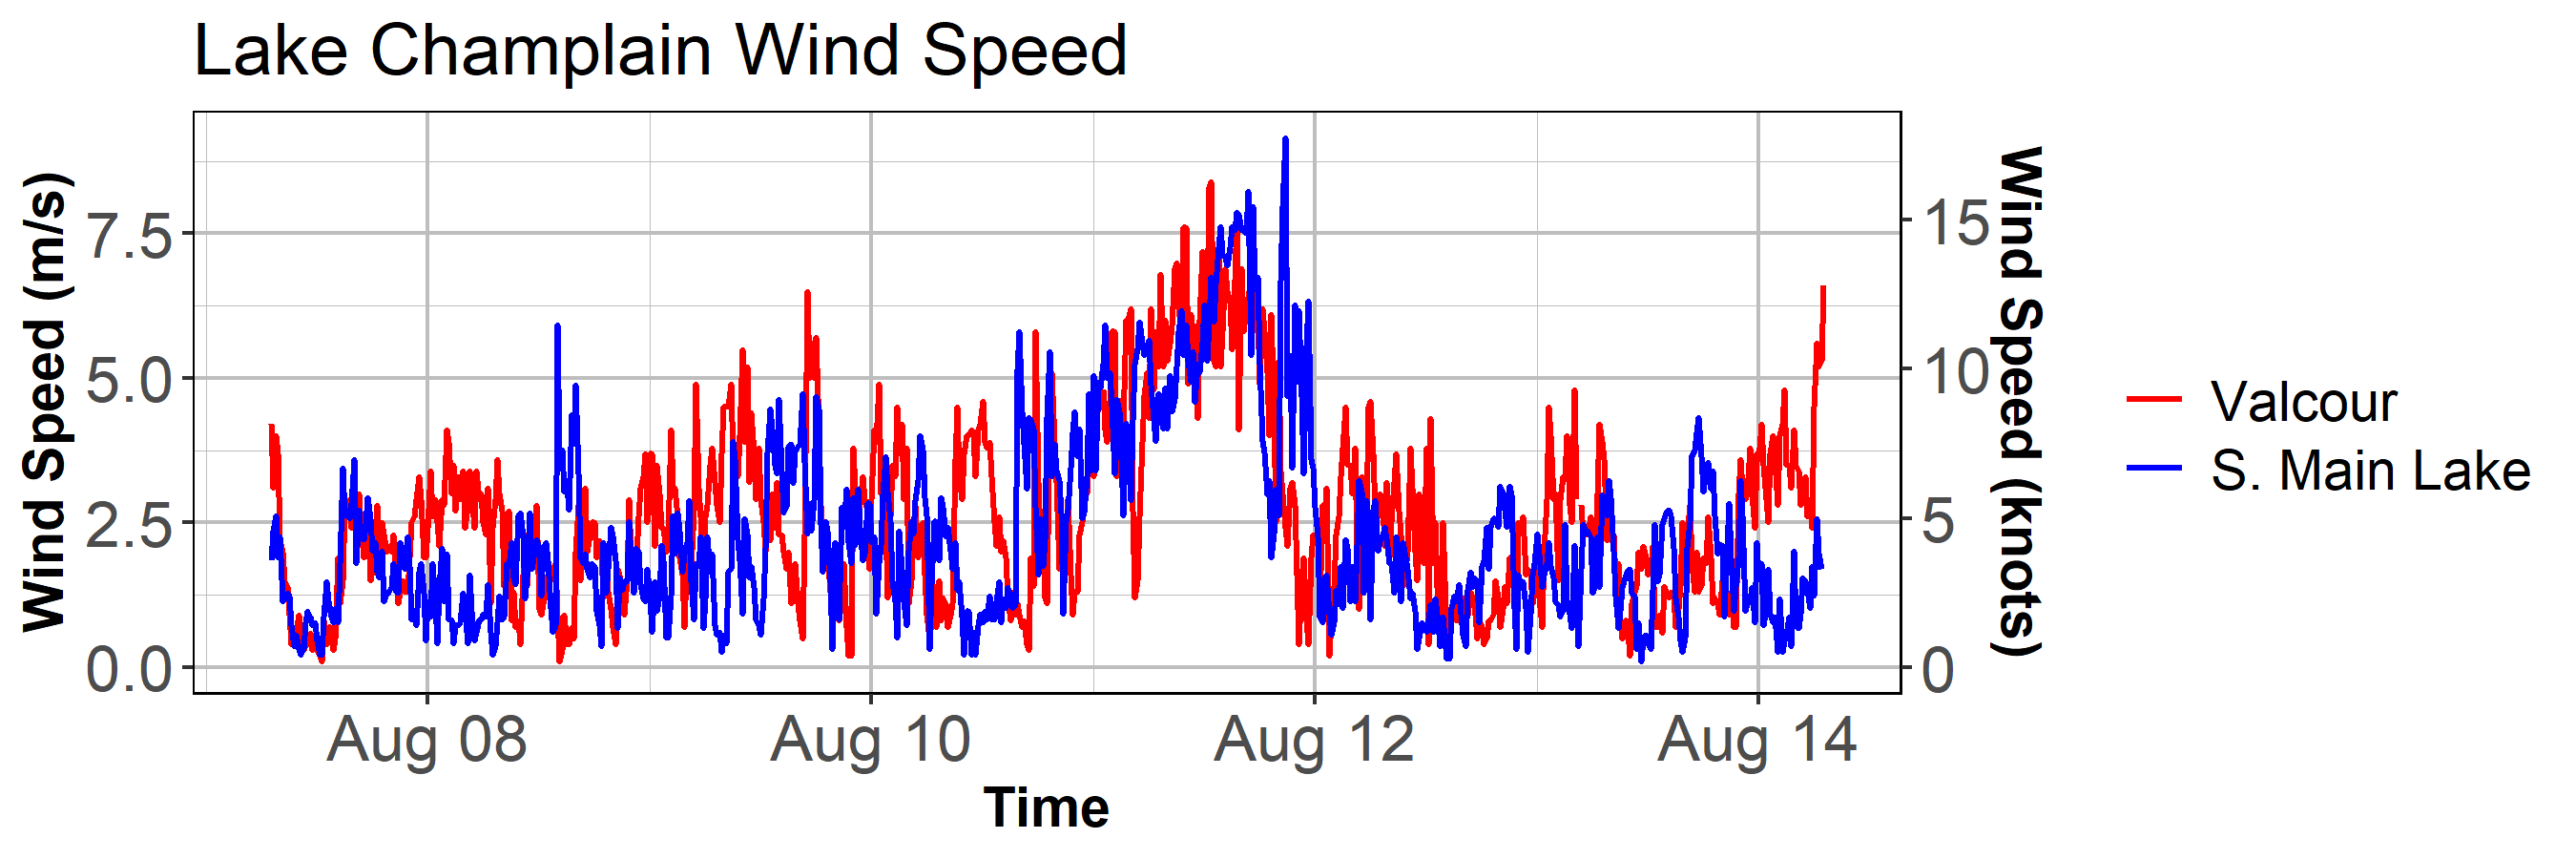 Lake Champlain Wind Speed
Wind Speed (m/s)
7.5
5.0
2.5
0.0
15
10
5
0
Wind Speed (knots)
Aug 08
Aug 10
Aug 12
Aug 14
Time
Valcour
S. Main Lake